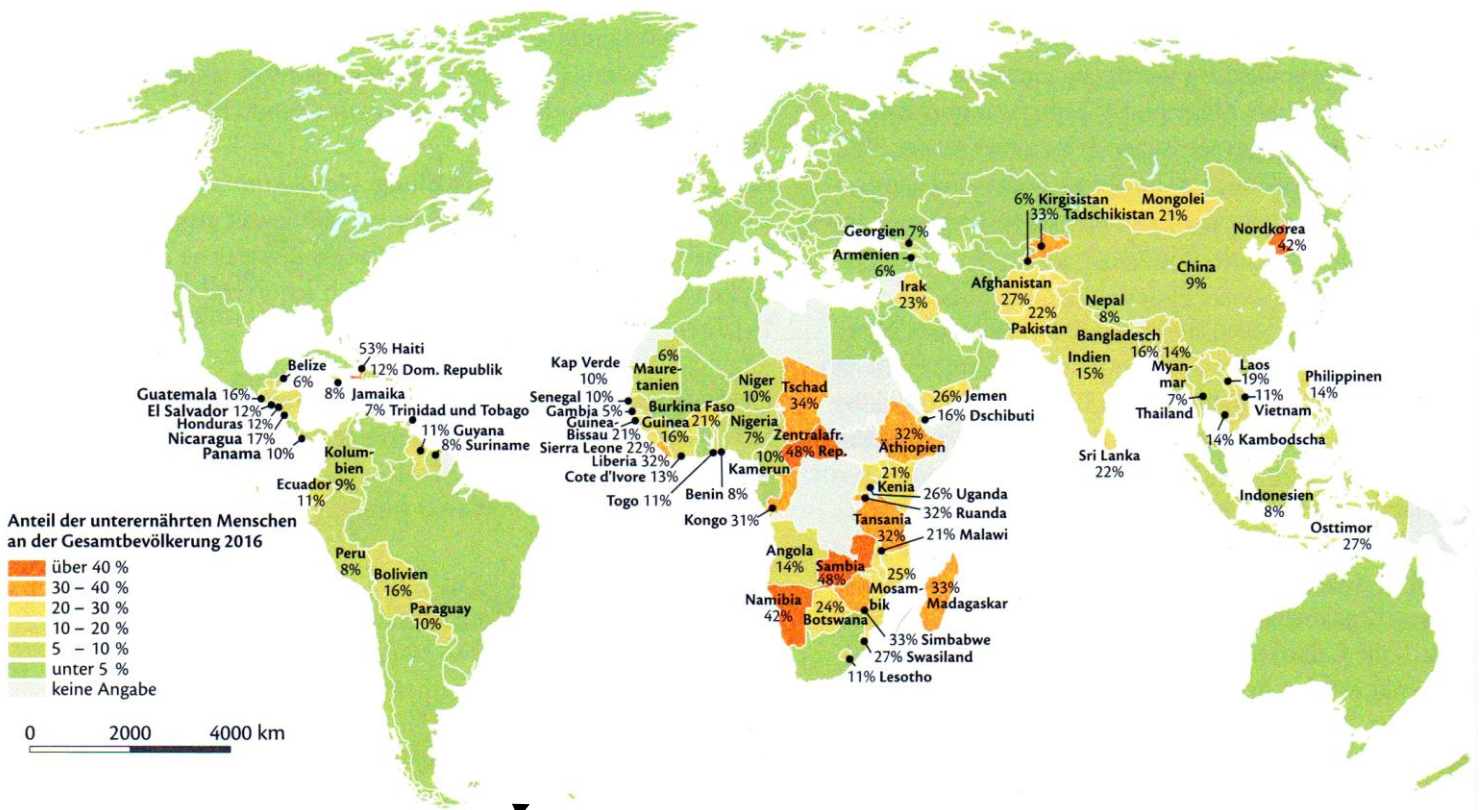 6% Kirgisistan
33% Tadschikistan
Mongolei
21%
Nordkorea
42%
Georgien 7%
Armenien
6%
China
9%
Irak
23%
Afghanistan
27%
22%
Pakistan
Nepal
8%
Bangladesch
16%
14%
Myan-
mar
Indien
15%
Laos
19%
Philippinen
14%
7%
Thailand
11%
Vietnam
14% Kambodscha
Sri Lanka
22%
Indonesien
8%
Osttimor
27%
53% Haiti
12% Dom. Republik
Belize
6%
8% Jamaika
Guatemala 16%
El Salvador 12%
Honduras 12%
Nicaragua 17%
Panama 10%
7% Trinidad und Tobago
11% Guyana
8% Suriname
Kolum-
bien
9%
Ecuador
11%
Peru
8%
Bolivien
16%
Paraguay
10%
Kap Verde
10%
Senegal 10%
Gambia 5%
Guinea-
Bissau 21%
Sierra Leone 22%
Liberia 32%
Cote d'Ivore 13%
Togo 11%
Benin 8%
6%
Maure-
tanien
Niger
10%
Tschad
34%
Burkina Faso
21%
Guinea
16%
Nigeria
7%
Zentralafr.
48% Rep.
10%
Kamerun
Kongo 31%
26% Jemen
16% Dschibuti
32%
Äthiopien
21%
Kenia
26% Uganda
32% Ruanda
Tansania
32%
21% Malawi
Angola
14%
Sambia
48%
25%
Mosam-
bik
33%
Madagaskar
Namibia
42%
24%
Botswana
33% Simbabwe
27% Swasiland
11% Lesotho
Anteil der unterernährten Menschen
an der Gesamtbevölkerung 2016
über 40 %
30 – 40 %
20 – 30 %
10 – 20 %
5 – 10 %
unter 5 %
keine Angabe
0 2000 4000 km